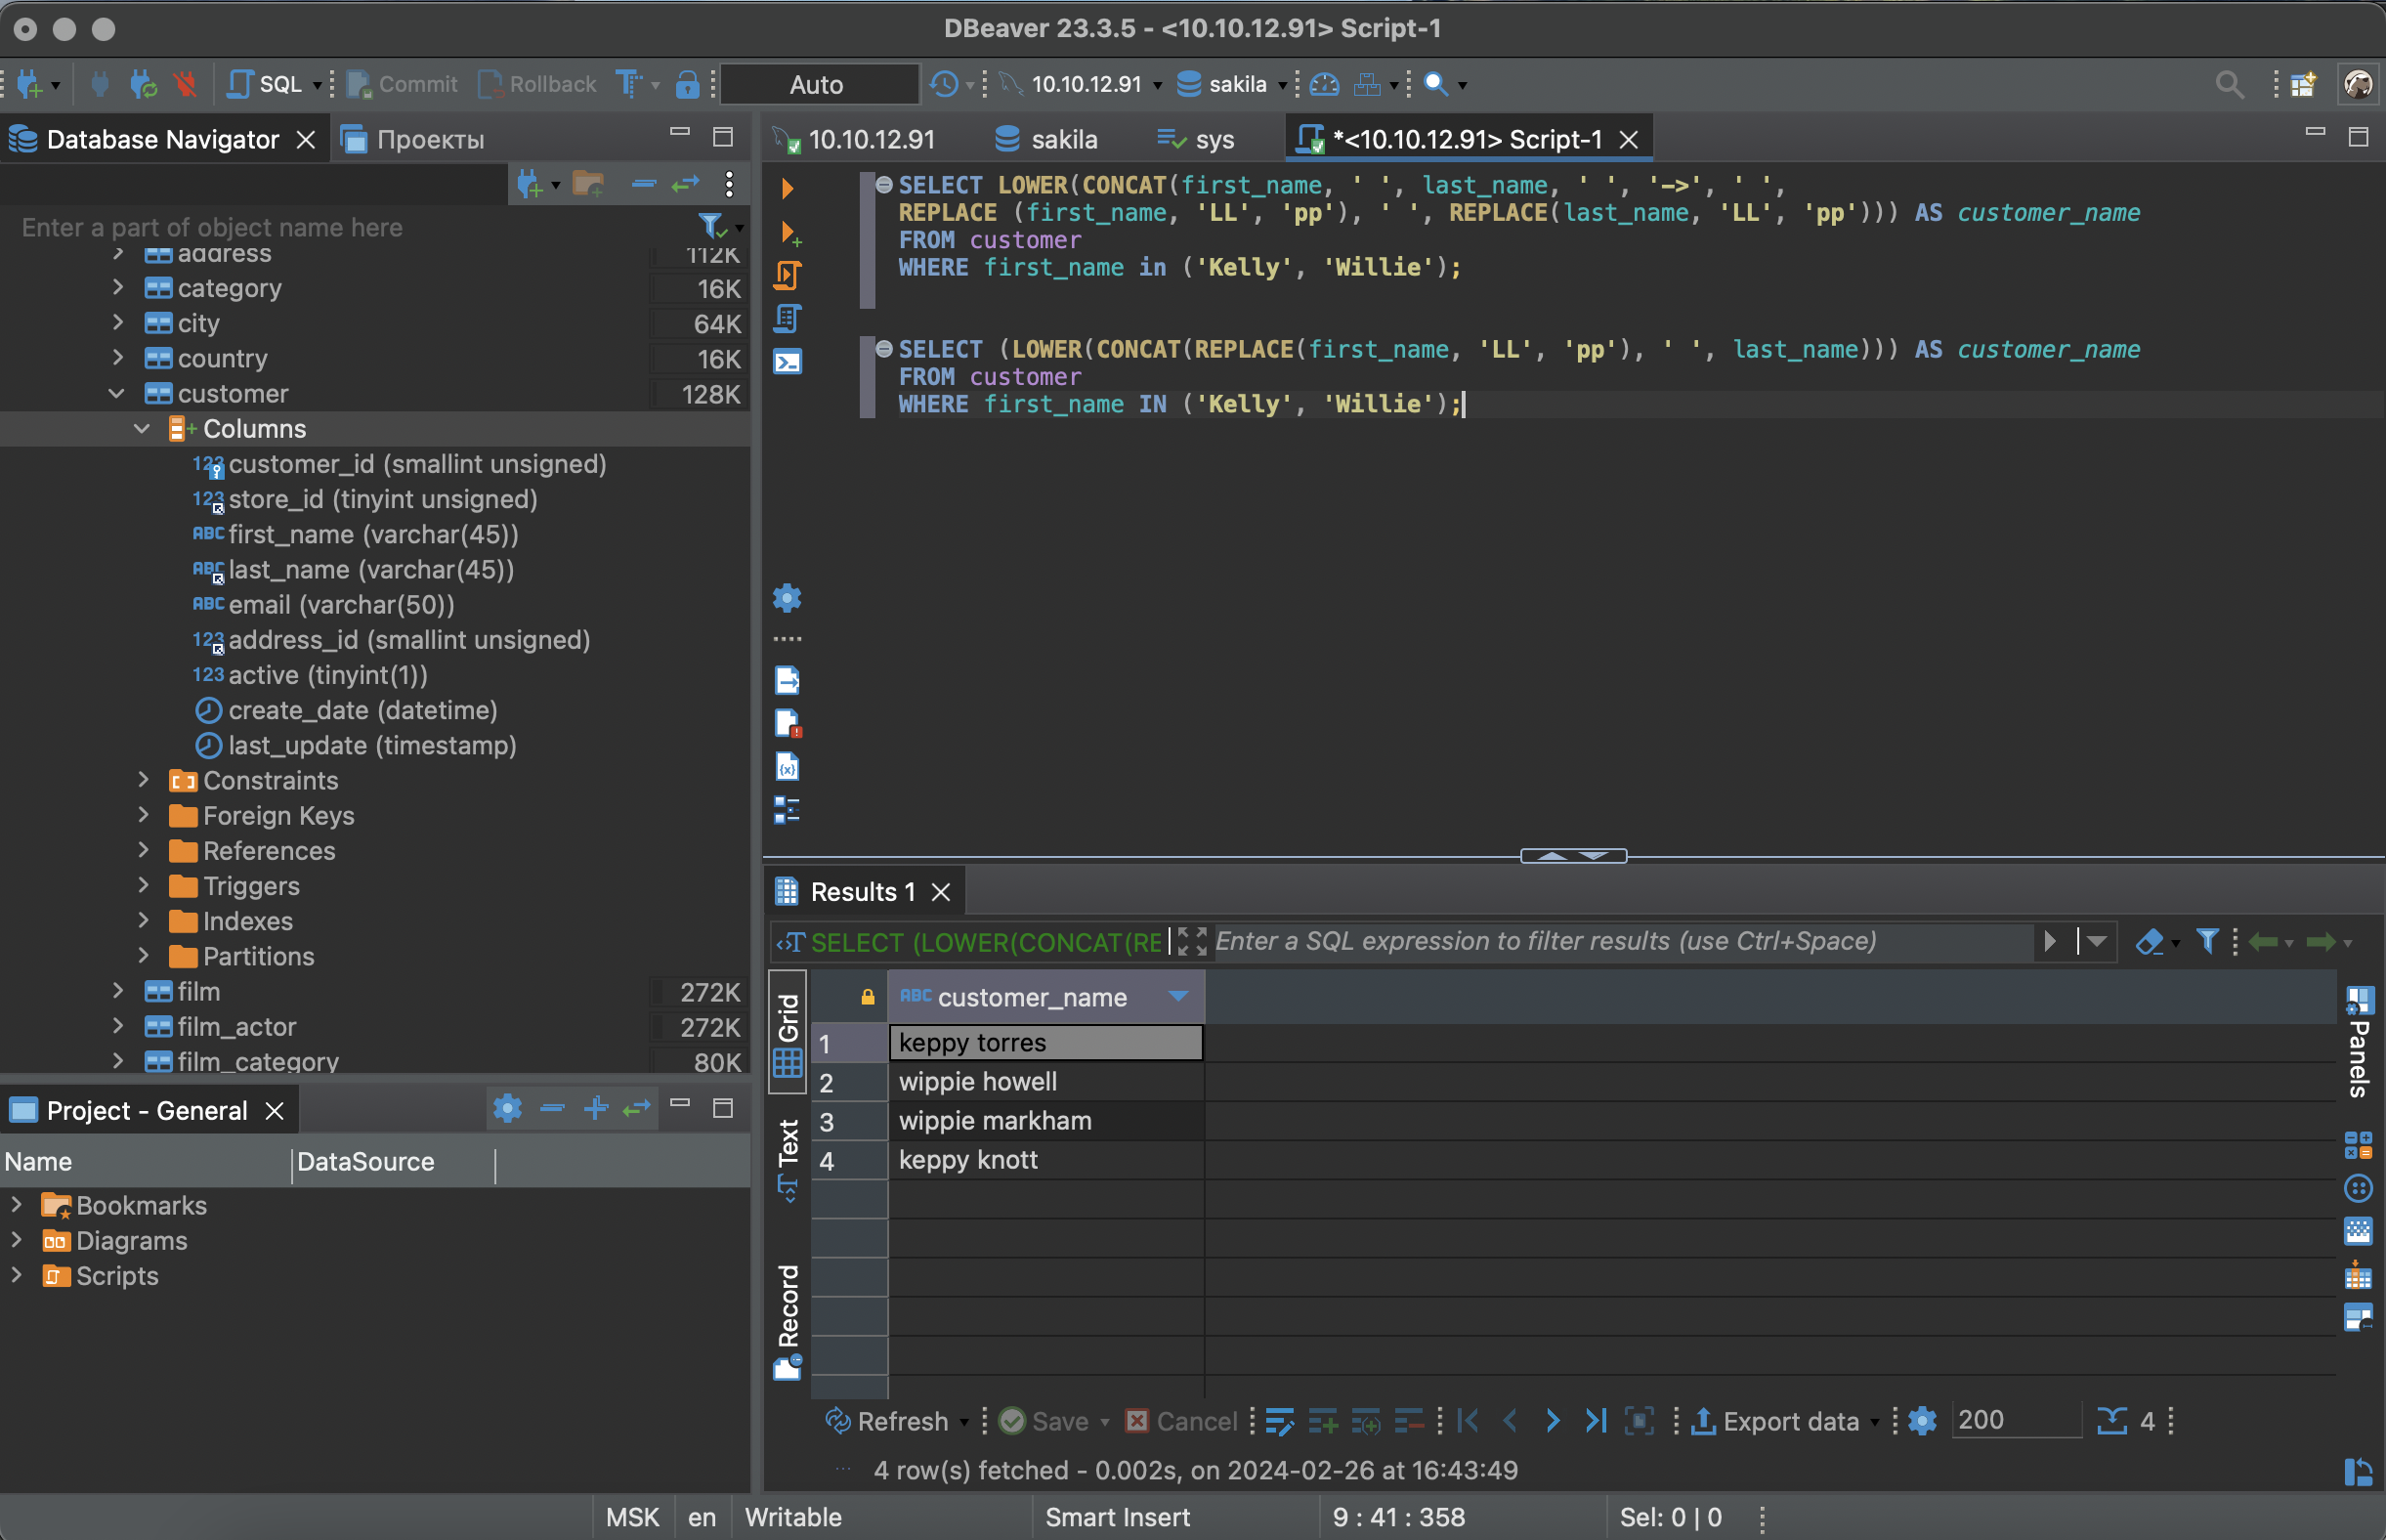 DBeaver 23.3.5 - <10.10.12.91> Script-1
SQL Commit Rollback Auto 10.10.12.91 sakila
Database Navigator Проекты
Enter a part of object name here
address 112K
category 16K
city 64K
country 16K
customer 128K
Columns
customer_id (smallint unsigned)
store_id (tinyint unsigned)
first_name (varchar(45))
last_name (varchar(45))
email (varchar(50))
address_id (smallint unsigned)
active (tinyint(1))
create_date (datetime)
last_update (timestamp)
Constraints
Foreign Keys
References
Triggers
Indexes
Partitions
film 272K
film_actor 272K
film_category 80K
Project - General
Name DataSource
Bookmarks
Diagrams
Scripts
10.10.12.91 sakila sys *<10.10.12.91> Script-1
SELECT LOWER(CONCAT(first_name, ' ', last_name, ' ', '->', ' ',
REPLACE (first_name, 'LL', 'pp'), ' ', REPLACE(last_name, 'LL', 'pp'))) AS customer_name
FROM customer
WHERE first_name in ('Kelly', 'Willie');
SELECT (LOWER(CONCAT(REPLACE(first_name, 'LL', 'pp'), ' ', last_name))) AS customer_name
FROM customer
WHERE first_name IN ('Kelly', 'Willie');
Results 1
SELECT (LOWER(CONCAT(RE Enter a SQL expression to filter results (use Ctrl+Space)
Grid
Text
Record
Panels
ABC customer_name
1 keppy torres
2 wippie howell
3 wippie markham
4 keppy knott
Refresh Save Cancel Export data 200 4
4 row(s) fetched - 0.002s, on 2024-02-26 at 16:43:49
MSK en Writable Smart Insert 9 : 41 : 358 Sel: 0 | 0